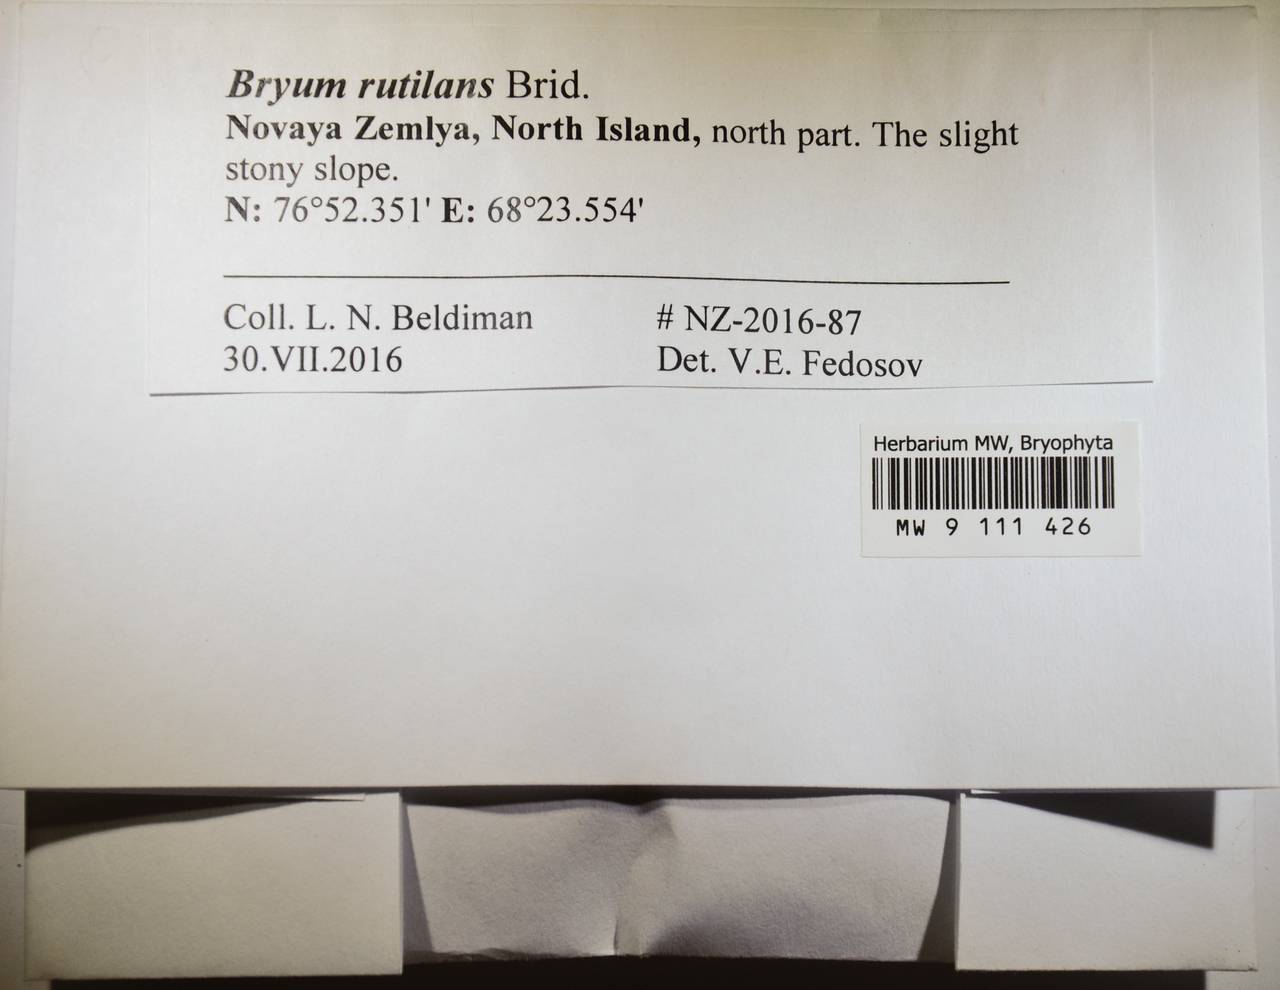 Bryum rutilans Brid.
Novaya Zemlya, North Island, north part. The slight
stony slope.
N: 76°52.351' E: 68°23.554'
Coll. L. N. Beldiman # NZ-2016-87
30.VII.2016 Det. V.E. Fedosov
Herbarium MW, Bryophyta
MW 9 111 426